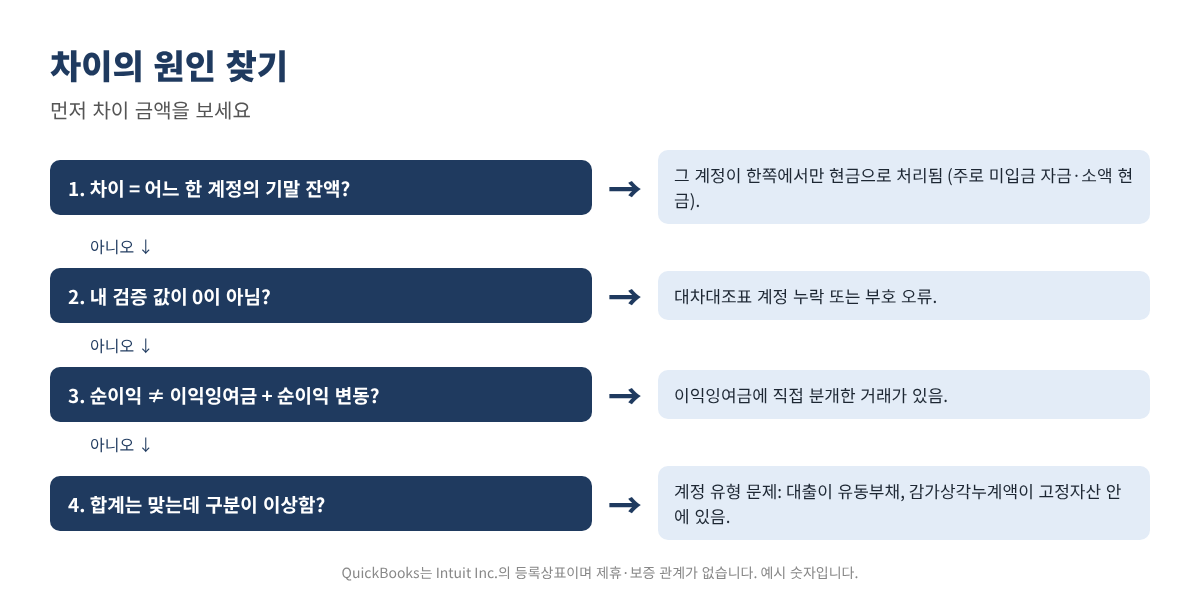 차이의 원인 찾기
먼저 차이 금액을 보세요
1. 차이 = 어느 한 계정의 기말 잔액?
→
그 계정이 한쪽에서만 현금으로 처리됨 (주로 미입금 자금·소액 현
금).
아니오 ↓
2. 내 검증 값이 0이 아님?
→
대차대조표 계정 누락 또는 부호 오류.
아니오 ↓
3. 순이익 ≠ 이익잉여금 + 순이익 변동?
→
이익잉여금에 직접 분개한 거래가 있음.
아니오 ↓
4. 합계는 맞는데 구분이 이상함?
→
계정 유형 문제: 대출이 유동부채, 감가상각누계액이 고정자산 안
에 있음.
QuickBooks는 Intuit Inc.의 등록상표이며 제휴·보증 관계가 없습니다. 예시 숫자입니다.